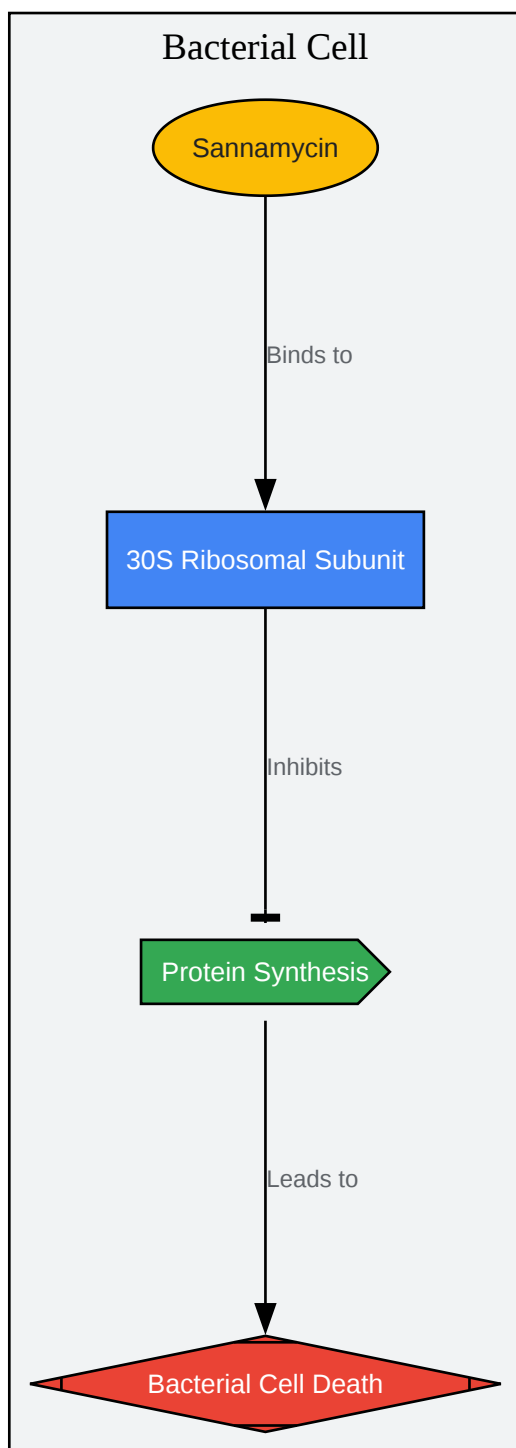 Bacterial Cell
Sannamycin
Binds to
30S Ribosomal Subunit
Inhibits
Protein Synthesis
Leads to
Bacterial Cell Death